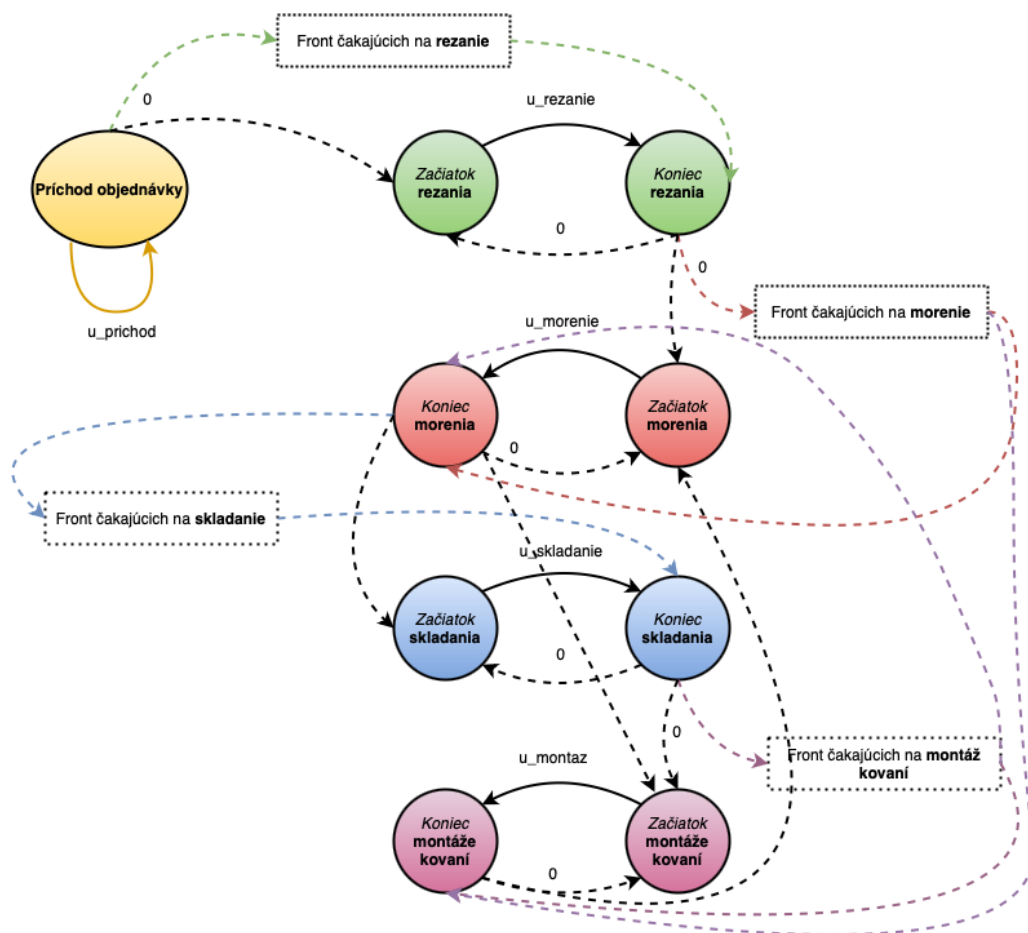 Front čakajúcich na rezanie
0
u_rezanie
Príchod objednávky
Začiatok
rezania
Koniec
rezania
0
0
Front čakajúcich na morenie
u_prichod
u_morenie
Koniec
morenia
Začiatok
morenia
0
Front čakajúcich na skladanie
u_skladanie
Začiatok
skladania
Koniec
skladania
0
0
Front čakajúcich na montáž
kovaní
u_montaz
Koniec
montáže
kovaní
Začiatok
montáže
kovaní
0